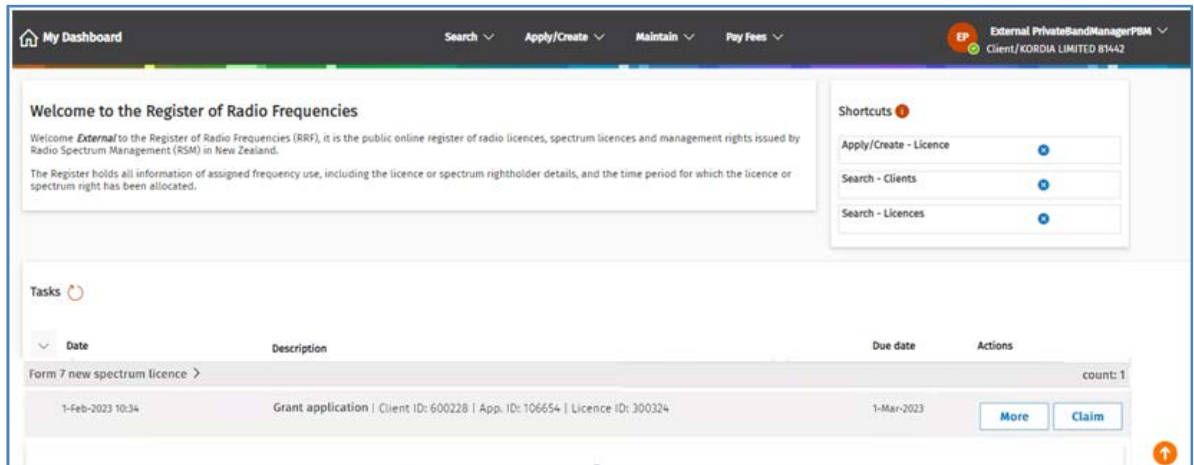 My Dashboard
Search
Apply/Create
Maintain
Pay Fees
EP
External PrivateBandManagerPBM
Client/KORDIA LIMITED 81442
Welcome to the Register of Radio Frequencies
Welcome External to the Register of Radio Frequencies (RRF), it is the public online register of radio licences, spectrum licences and management rights issued by
Radio Spectrum Management (RSM) in New Zealand.
The Register holds all information of assigned frequency use, including the licence or spectrum rightholder details, and the time period for which the licence or
spectrum right has been allocated.
Shortcuts
Apply/Create - Licence
Search - Clients
Search - Licences
Tasks
Date Description Due date Actions
Form 7 new spectrum licence > count: 1
1-Feb-2023 10:34 Grant application | Client ID: 600228 | App. ID: 106654 | Licence ID: 300324 1-Mar-2023 More Claim